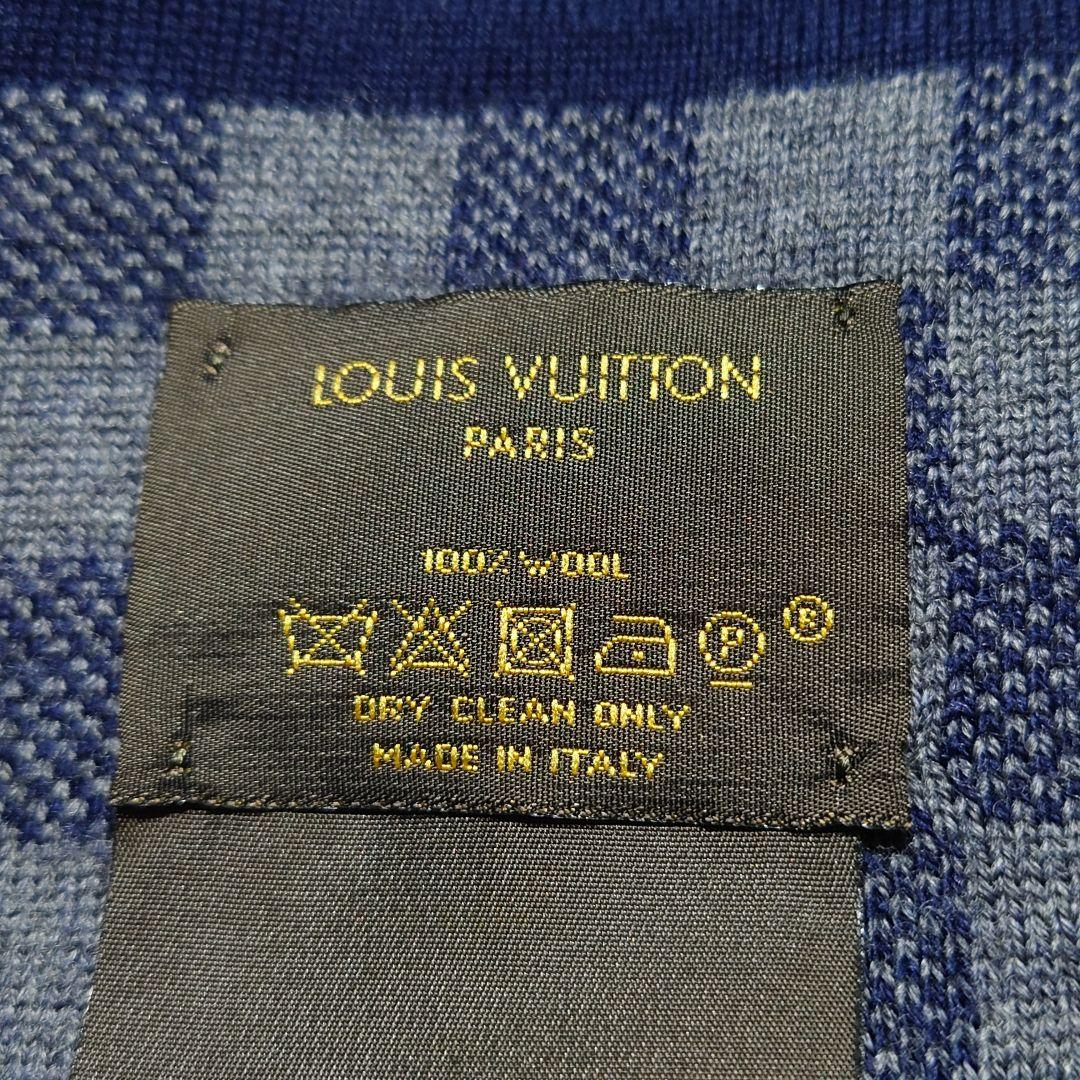 LOUIS VUITTON
PARIS
100% WOOL
P ®
DRY CLEAN ONLY
MADE IN ITALY